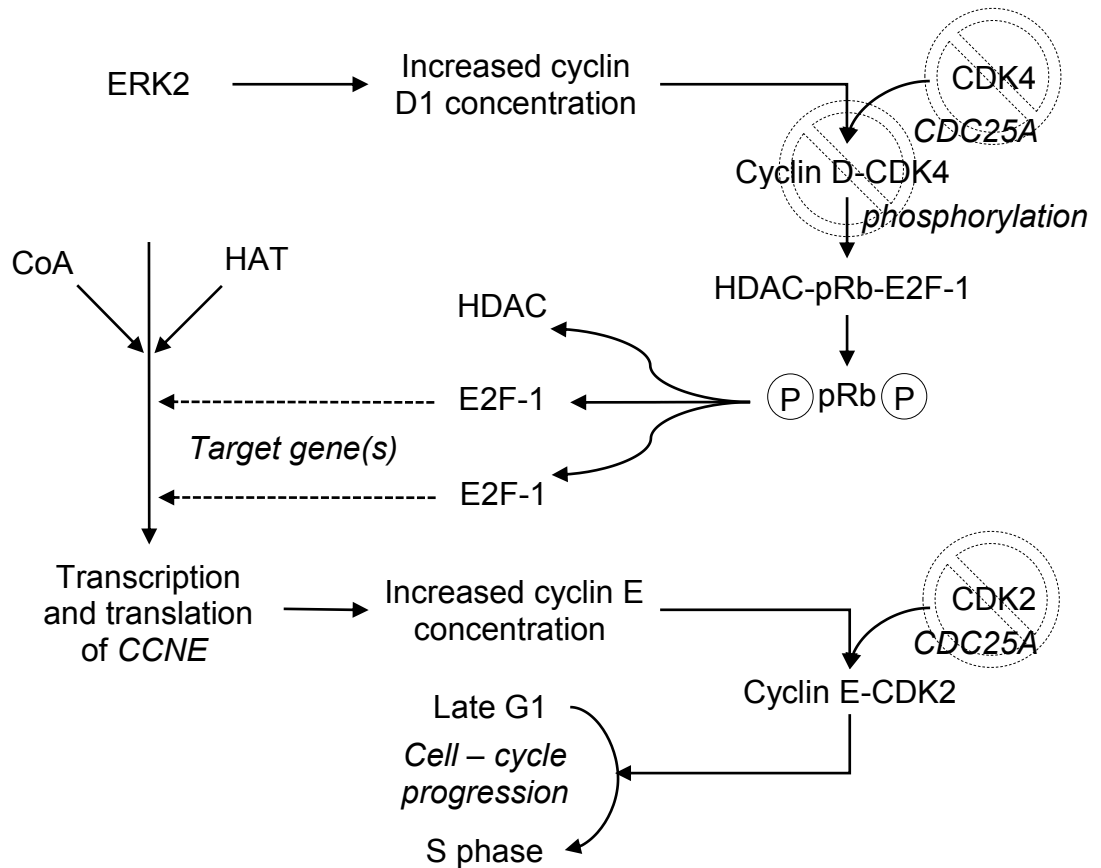 ERK2
Increased cyclin
D1 concentration
CDK4
CDC25A
Cyclin D-CDK4
phosphorylation
CoA
HAT
HDAC-pRb-E2F-1
HDAC
P pRb P
E2F-1
Target gene(s)
E2F-1
Transcription
and translation
of CCNE
Increased cyclin E
concentration
CDK2
CDC25A
Cyclin E-CDK2
Late G1
Cell – cycle
progression
S phase